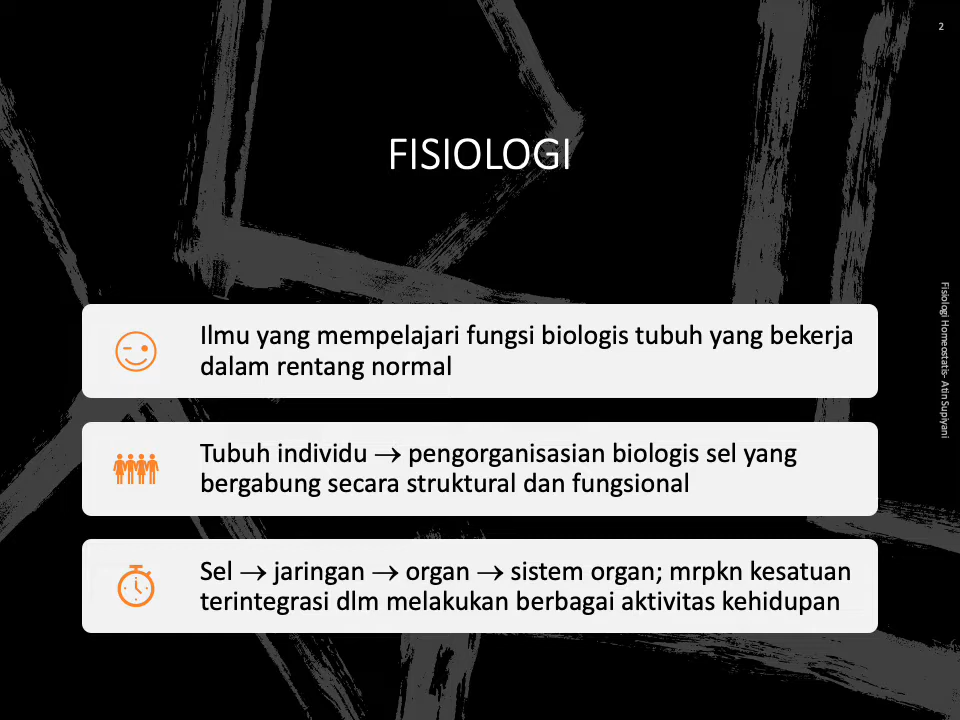 2
FISIOLOGI
Ilmu yang mempelajari fungsi biologis tubuh yang bekerja
dalam rentang normal
Tubuh individu → pengorganisasian biologis sel yang
bergabung secara struktural dan fungsional
Sel → jaringan → organ → sistem organ; mrpkn kesatuan
terintegrasi dlm melakukan berbagai aktivitas kehidupan
Fisiologi Homeostatis- Atin Supiyani